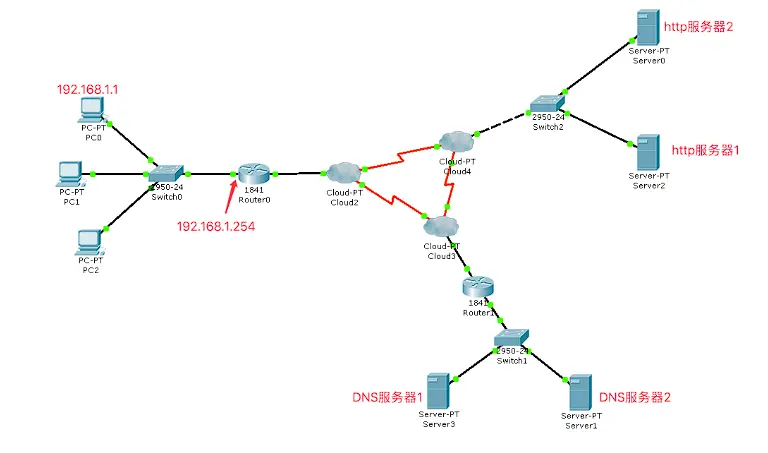 http服务器2
Server-PT
Server0
192.168.1.1
PC-PT
PC0
2950-24
Switch2
http服务器1
Server-PT
Server2
Cloud-PT
Cloud4
PC-PT
PC1
2950-24
Switch0
1841
Router0
Cloud-PT
Cloud2
192.168.1.254
PC-PT
PC2
Cloud-PT
Cloud3
1841
Router1
2950-24
Switch1
DNS服务器1
Server-PT
Server3
DNS服务器2
Server-PT
Server1